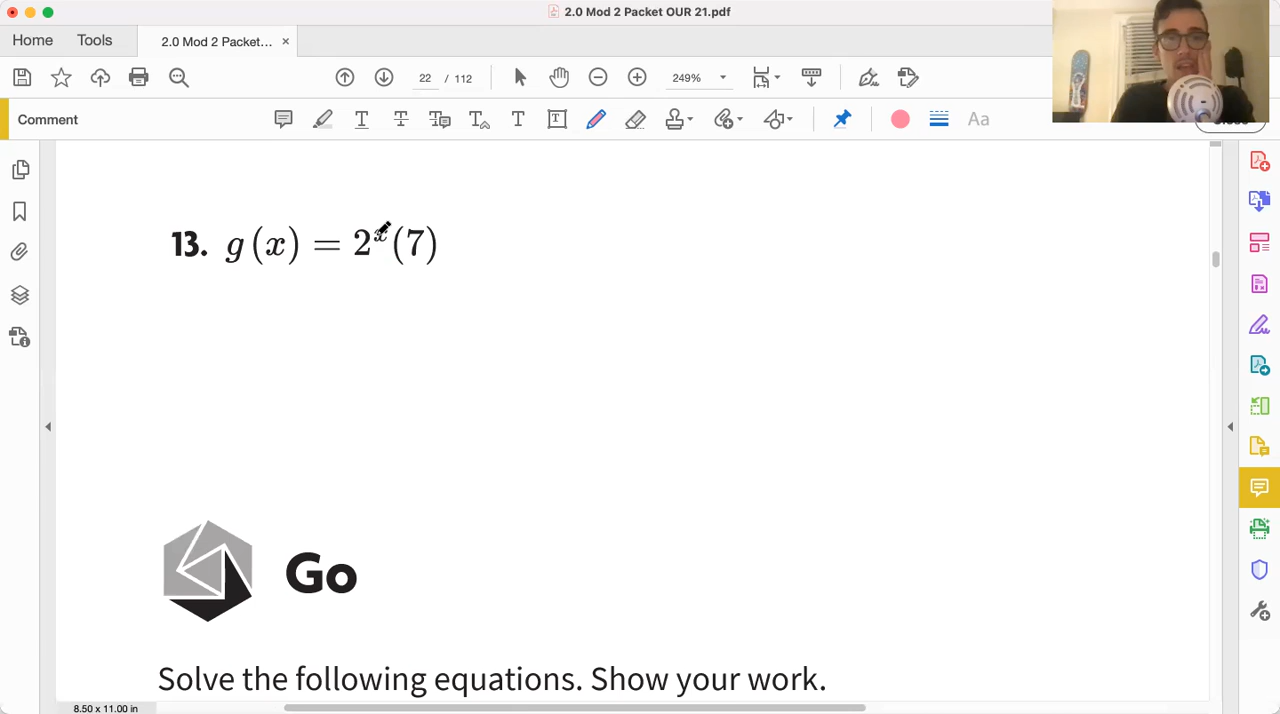 2.0 Mod 2 Packet OUR 21.pdf
Home Tools 2.0 Mod 2 Packet... ×
22 / 112 249%
Comment Aa
13. g(x) = 2^x(7)
Go
Solve the following equations. Show your work.
8.50 x 11.00 in